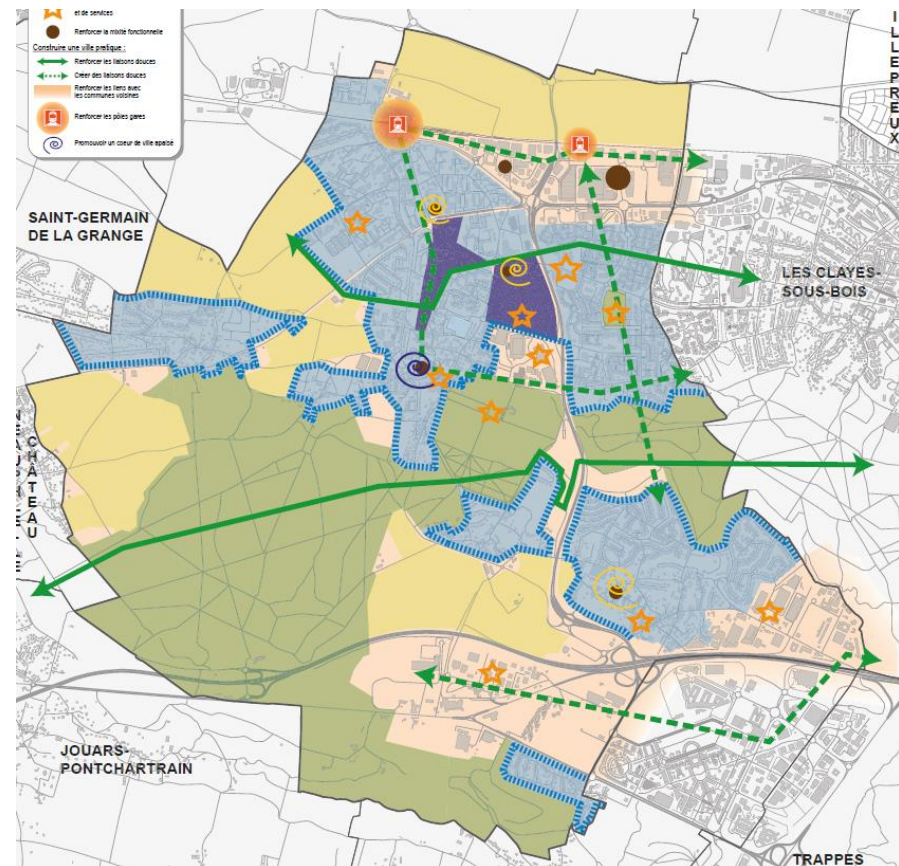 et de services
Renforcer la mixité fonctionnelle
Construire une ville pratique :
Renforcer les liaisons douces
Créer des liaisons douces
Renforcer les liens avec
les communes voisines
Renforcer les pôles gares
Promouvoir un coeur de ville apaisé
ILLEPREUX
SAINT-GERMAIN
DE LA GRANGE
LES CLAYES-
SOUS-BOIS
CHÂTEAU
JOUARS-
PONTCHARTRAIN
TRAPPES